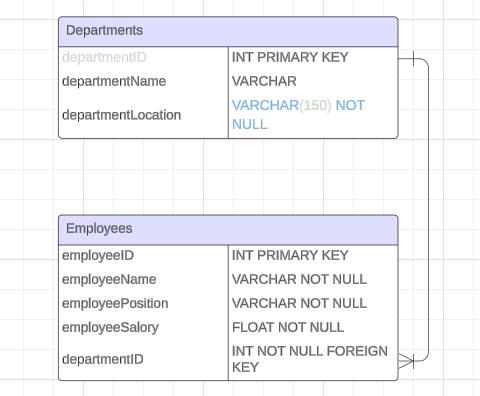 Departments
departmentID INT PRIMARY KEY
departmentName VARCHAR
departmentLocation VARCHAR(150) NOT
NULL
Employees
employeeID INT PRIMARY KEY
employeeName VARCHAR NOT NULL
employeePosition VARCHAR NOT NULL
employeeSalory FLOAT NOT NULL
departmentID INT NOT NULL FOREIGN
KEY